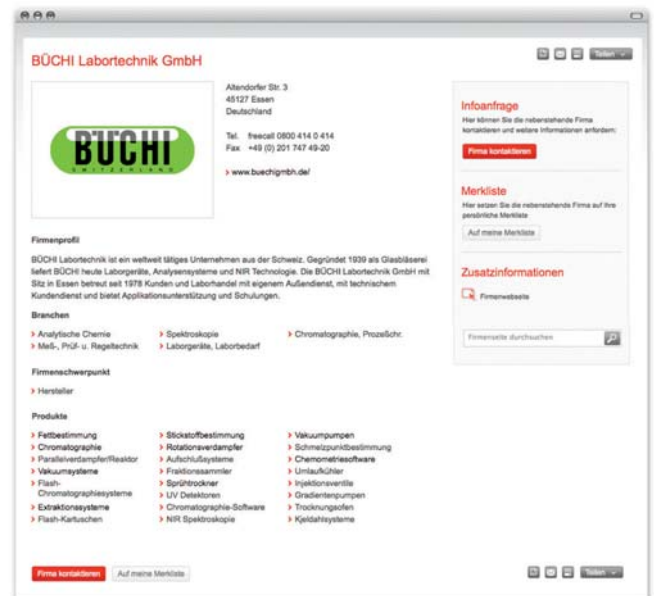 BÜCHI Labortechnik GmbH
Teilen
BÜCHI
SWITZERLAND
Altendorfer Str. 3
45127 Essen
Deutschland
Tel. freecall 0800 414 0 414
Fax +49 (0) 201 747 49-20
www.buechigmbh.de/
Infoanfrage
Hier können Sie die nebenstehende Firma
kontaktieren und weitere Informationen anfordern:
Firma kontaktieren
Merkliste
Hier setzen Sie die nebenstehende Firma auf Ihre
persönliche Merkliste
Auf meine Merkliste
Zusatzinformationen
Firmenwebseite
Firmenseite durchsuchen
Firmenprofil
BÜCHI Labortechnik ist ein weltweit tätiges Unternehmen aus der Schweiz. Gegründet 1939 als Glasbläserei
liefert BÜCHI heute Laborgeräte, Analysensysteme und NIR Technologie. Die BÜCHI Labortechnik GmbH mit
Sitz in Essen betreut seit 1978 Kunden und Laborhandel mit eigenem Außendienst, mit technischem
Kundendienst und bietet Applikationsunterstützung und Schulungen.
Branchen
Analytische Chemie
Spektroskopie
Chromatographie, Prozeßchr.
Meß-, Prüf- u. Regeltechnik
Laborgeräte, Laborbedarf
Firmenschwerpunkt
Hersteller
Produkte
Fettbestimmung
Chromatographie
Parallelverdampfer/Reaktor
Vakuumsysteme
Flash-
Chromatographiesysteme
Extraktionssysteme
Flash-Kartuschen
Stickstoffbestimmung
Rotationsverdampfer
Aufschlußsysteme
Fraktionssammler
Sprühtrockner
UV Detektoren
Chromatographie-Software
NIR Spektroskopie
Vakuumpumpen
Schmelzpunktbestimmung
Chemometriesoftware
Umlaufkühler
Injektionsventile
Gradientenpumpen
Trocknungsofen
Kjeldahlsysteme
Firma kontaktieren
Auf meine Merkliste
Teilen